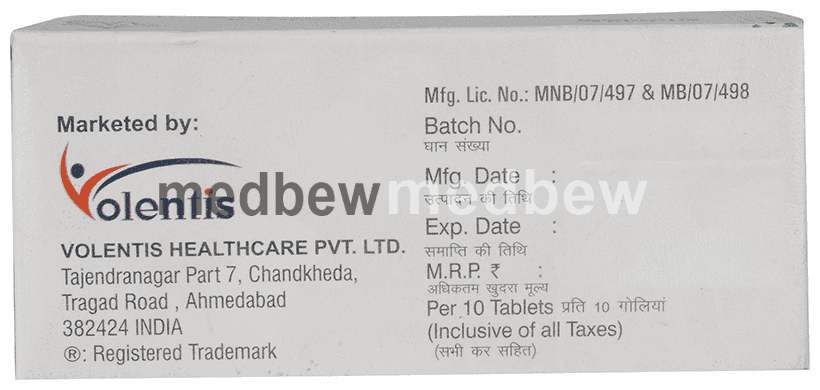 Marketed by:
Volentis
medbew medbew
VOLENTIS HEALTHCARE PVT. LTD.
Tajendranagar Part 7, Chandkheda,
Tragad Road , Ahmedabad
382424 INDIA
®: Registered Trademark
Mfg. Lic. No.: MNB/07/497 & MB/07/498
Batch No.
घान संख्या
Mfg. Date :
उत्पादन की तिथि
Exp. Date :
समाप्ति की तिथि
M.R.P. ₹ :
अधिकतम खुदरा मूल्य
Per 10 Tablets प्रति 10 गोलियां
(Inclusive of all Taxes)
(सभी कर सहित)